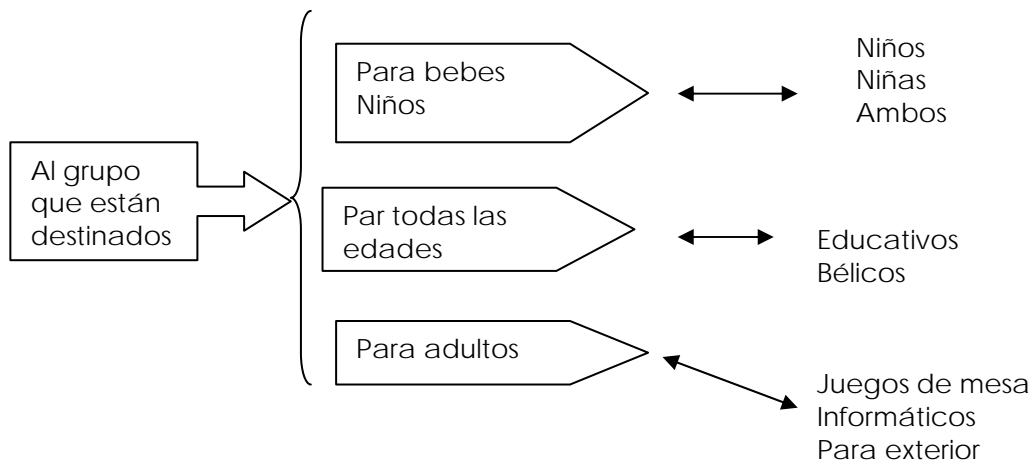 Al grupo
que están
destinados
Para bebes
Niños
Niños
Niñas
Ambos
Par todas las
edades
Educativos
Bélicos
Para adultos
Juegos de mesa
Informáticos
Para exterior